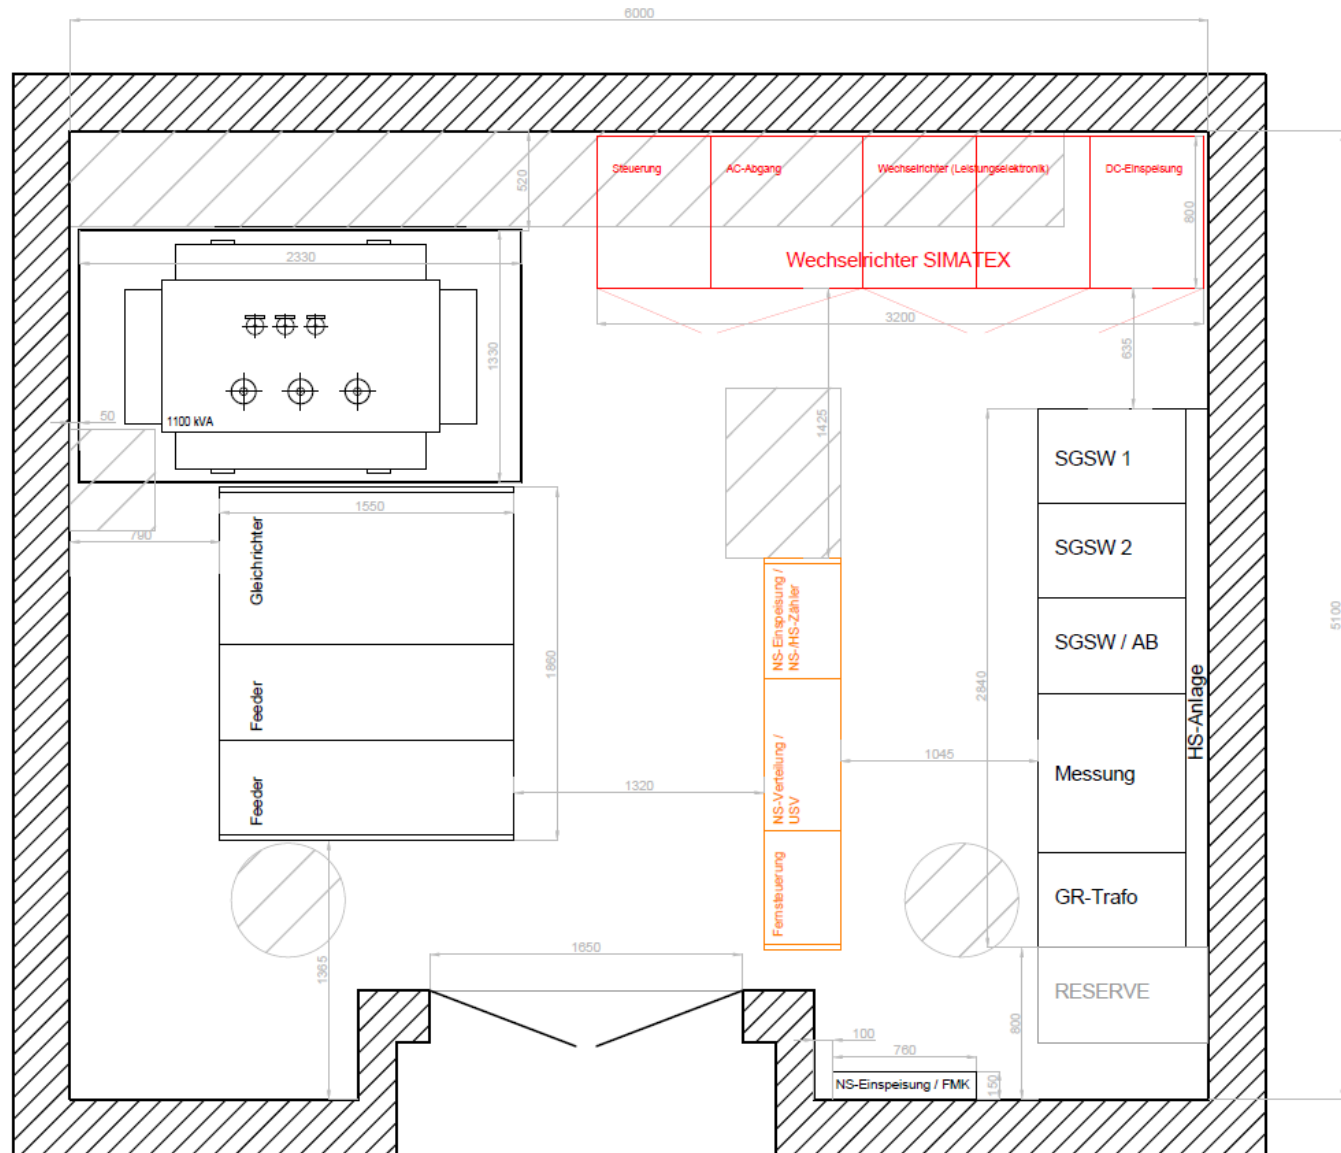 6000
Steuerung
AC-Abgang
Wechselrichter (Leistungselektronik)
DC-Einspeisung
520
800
Wechselrichter SIMATEX
2330
3200
1330
635
1425
50
1100 kVA
SGSW 1
1550
790
Gleichrichter
SGSW 2
NS-Einspeisung /
NS-/HS-Zähler
5100
SGSW / AB
1860
Feeder
2840
HS-Anlage
NS-Verteilung /
USV
1045
Messung
1320
Feeder
Fernsteuerung
GR-Trafo
1650
1365
RESERVE
800
100
760
NS-Einspeisung / FMK
150